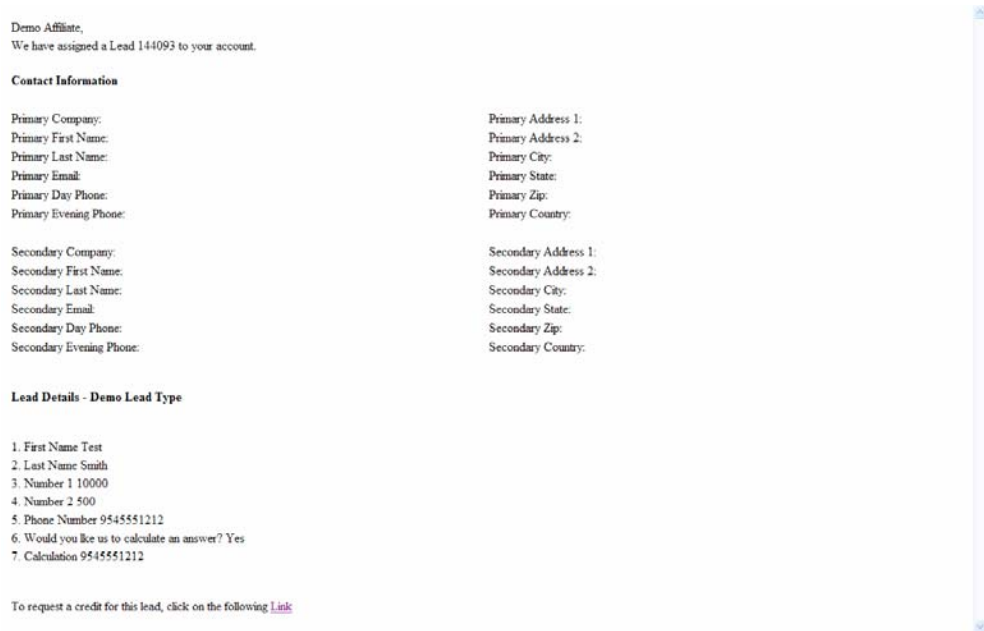 Demo Affiliate,
We have assigned a Lead 144093 to your account.
Contact Information
Primary Company:
Primary First Name:
Primary Last Name:
Primary Email:
Primary Day Phone:
Primary Evening Phone:
Primary Address 1:
Primary Address 2:
Primary City:
Primary State:
Primary Zip:
Primary Country:
Secondary Company:
Secondary First Name:
Secondary Last Name:
Secondary Email:
Secondary Day Phone:
Secondary Evening Phone:
Secondary Address 1:
Secondary Address 2:
Secondary City:
Secondary State:
Secondary Zip:
Secondary Country:
Lead Details - Demo Lead Type
1. First Name Test
2. Last Name Smith
3. Number 1 10000
4. Number 2 500
5. Phone Number 9545551212
6. Would you lke us to calculate an answer? Yes
7. Calculation 9545551212
To request a credit for this lead, click on the following Link